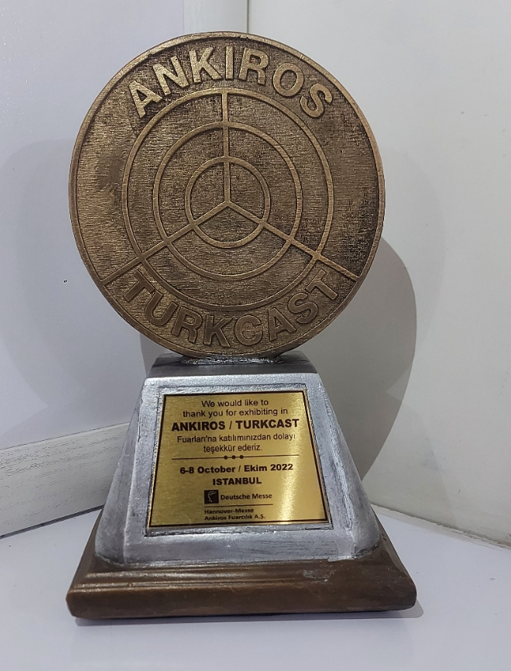 ANKIROS
TURKCAST
We would like to
thank you for exhibiting in
ANKIROS / TURKCAST
Fuarları'na katılımınızdan dolayı
teşekkür ederiz.
6-8 October / Ekim 2022
ISTANBUL
Deutsche Messe
Hannover-Messe
Ankiros Fuarcılık A.Ş.